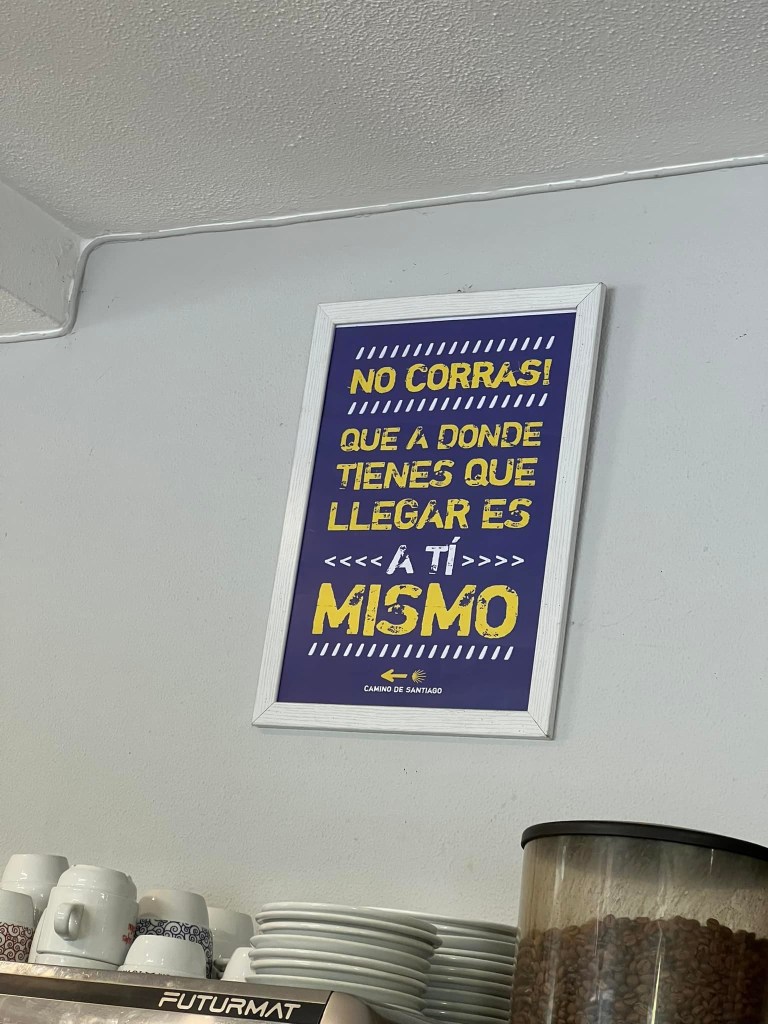 NO CORRAS!
QUE A DONDE
TIENES QUE
LLEGAR ES
<<<< A TÍ >>>>
MISMO
CAMINO DE SANTIAGO
FUTURMAT